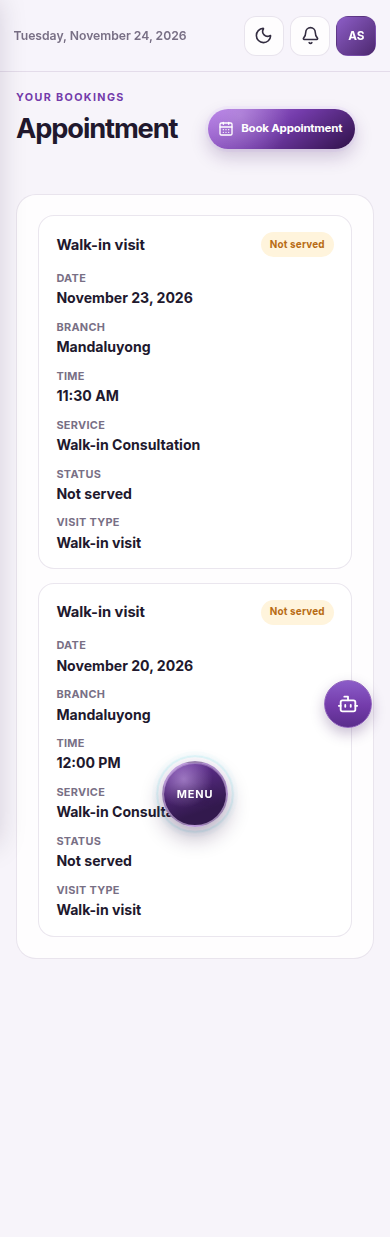 Tuesday, November 24, 2026
AS
YOUR BOOKINGS
Appointment
Book Appointment
Walk-in visit
Not served
DATE
November 23, 2026
BRANCH
Mandaluyong
TIME
11:30 AM
SERVICE
Walk-in Consultation
STATUS
Not served
VISIT TYPE
Walk-in visit
Walk-in visit
Not served
DATE
November 20, 2026
BRANCH
Mandaluyong
TIME
12:00 PM
MENU
SERVICE
Walk-in
STATUS
Not served
VISIT TYPE
Walk-in visit